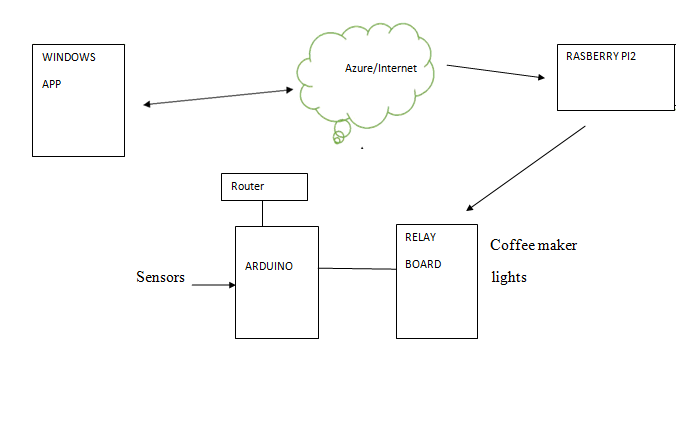 WINDOWS
APP
Azure/Internet
RASBERRY PI2
Router
ARDUINO
Sensors
RELAY
BOARD
Coffee maker
lights